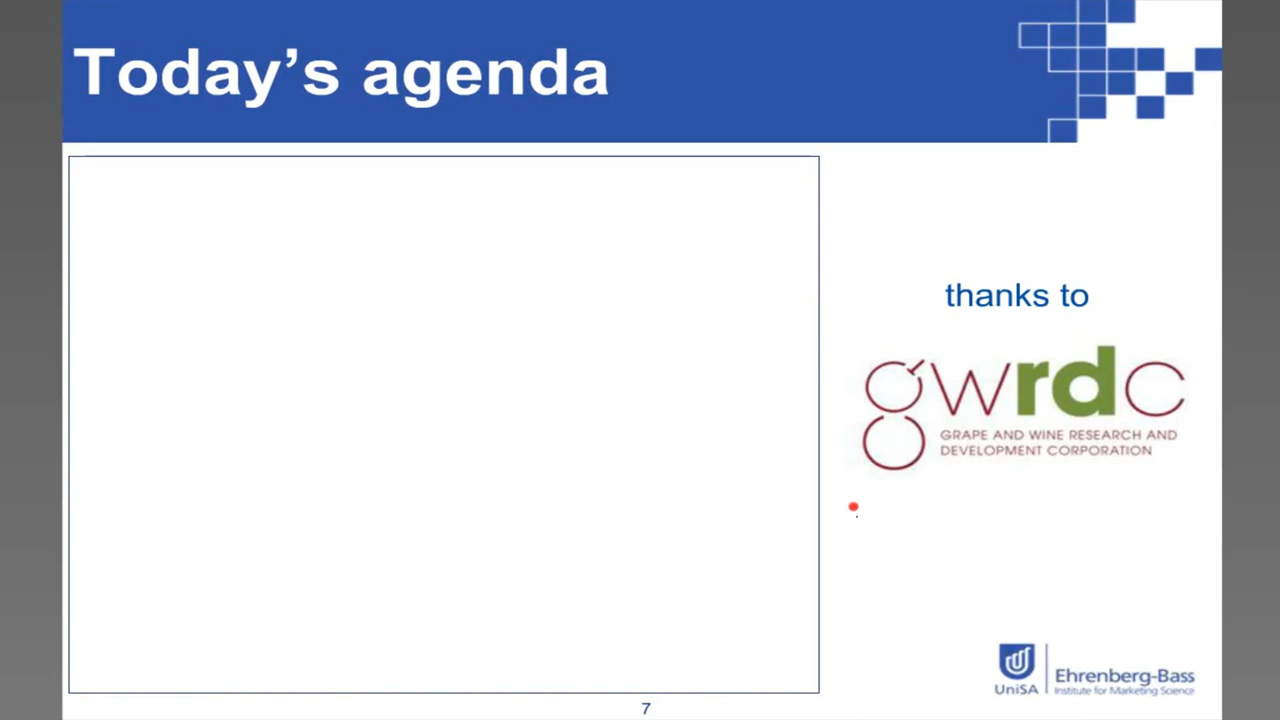 Today's agenda
thanks to
gwrdc
GRAPE AND WINE RESEARCH AND
DEVELOPMENT CORPORATION
UniSA
Ehrenberg-Bass
Institute for Marketing Science
7